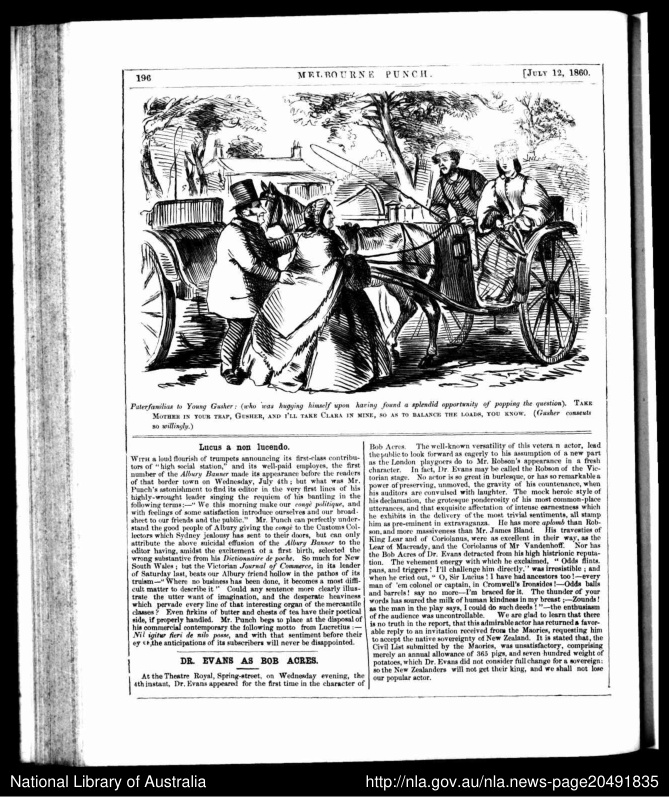 196
MELBOURNE PUNCH.
[JULY 12, 1860.
Paterfamilias to Young Gusher: (who was hugging himself upon having found a splendid opportunity of popping the question). TAKE
MOTHER IN YOUR TRAP, GUSHER, AND I'LL TAKE CLARA IN MINE, SO AS TO BALANCE THE LOADS, YOU KNOW. (Gusher consents
so willingly.)
Lucus a non lucendo.
WITH a loud flourish of trumpets announcing its first-class contribu-
tors of "high social station," and its well-paid employes, the first
number of the Albury Banner made its appearance before the readers
of that border town on Wednesday, July 4th; but what was Mr.
Punch's astonishment to find its editor in the very first lines of his
highly-wrought leader singing the requiem of his bantling in the
following terms:—" We this morning make our congé politique, and
with feelings of some satisfaction introduce ourselves and our broad-
sheet to our friends and the public." Mr. Punch can perfectly under-
stand the good people of Albury giving the congé to the Customs Col-
lectors which Sydney jealousy has sent to their doors, but can only
attribute the above suicidal effusion of the Albury Banner to the
editor having, amidst the excitement of a first birth, selected the
wrong substantive from his Dictionnaire de poche. So much for New
South Wales; but the Victorian Journal of Commerce, in its leader
of Saturday last, beats our Albury friend hollow in the pathos of its
truism—" Where no business has been done, it becomes a most diffi-
cult matter to describe it." Could any sentence more clearly illus-
trate the utter want of imagination, and the desperate heaviness
which pervade every line of that interesting organ of the mercantile
classes? Even firkins of butter and chests of tea have their poetical
side, if properly handled. Mr. Punch begs to place at the disposal of
his commercial contemporary the following motto from Lucretius:—
Nil igitur fieri de nilo posse, and with that sentiment before their
the anticipations of its subscribers will never be disappointed.
DR. EVANS AS BOB ACRES.
At the Theatre Royal, Spring-street, on Wednesday evening, the
4th instant, Dr. Evans appeared for the first time in the character of
Bob Acres. The well-known versatility of this vetera n actor, lead
the public to look forward as eagerly to his assumption of a new part
as the London playgoers do to Mr. Robson's appearance in a fresh
character. In fact, Dr. Evans may be called the Robson of the Vic-
torian stage. No actor is so great in burlesque, or has so remarkable a
power of preserving, unmoved, the gravity of his countenance, when
his auditors are convulsed with laughter. The mock heroic style of
his declamation, the grotesque ponderosity of his most common-place
utterances, and that exquisite affectation of intense earnestness which
he exhibits in the delivery of the most trivial sentiments, all stamp
him as pre-eminent in extravaganza. He has more aplomb than Rob-
son, and more massiveness than Mr. James Bland. His travesties of
King Lear and of Coriolanus, were as excellent in their way, as the
Lear of Macready, and the Coriolanus of Mr Vandenhoff. Nor has
the Bob Acres of Dr. Evans detracted from his high histrionic reputa-
tion. The vehement energy with which he exclaimed, " Odds flints,
pans, and triggers! I'll challenge him directly," was irresistible; and
when he cried out, " O, Sir Lucius! I have had ancestors too!—every
man of 'em colonel or captain, in Cromwell's Ironsides!—Odds balls
and barrels! say no more—I'm braced for it. The thunder of your
words has soured the milk of human kindness in my breast;—Zounds!
as the man in the play says, I could do such deeds!"—the enthusiasm
of the audience was uncontrollable. We are glad to learn that there
is no truth in the report, that this admirable actor has returned a favor-
able reply to an invitation received from the Maories, requesting him
to accept the native sovereignty of New Zealand. It is stated that, the
Civil List submitted by the Maories, was unsatisfactory, comprising
merely an annual allowance of 365 pigs, and seven hundred weight of
potatoes, which Dr. Evans did not consider full change for a sovereign:
so the New Zealanders will not get their king, and we shall not lose
our popular actor.
National Library of Australia
http://nla.gov.au/nla.news-page20491835